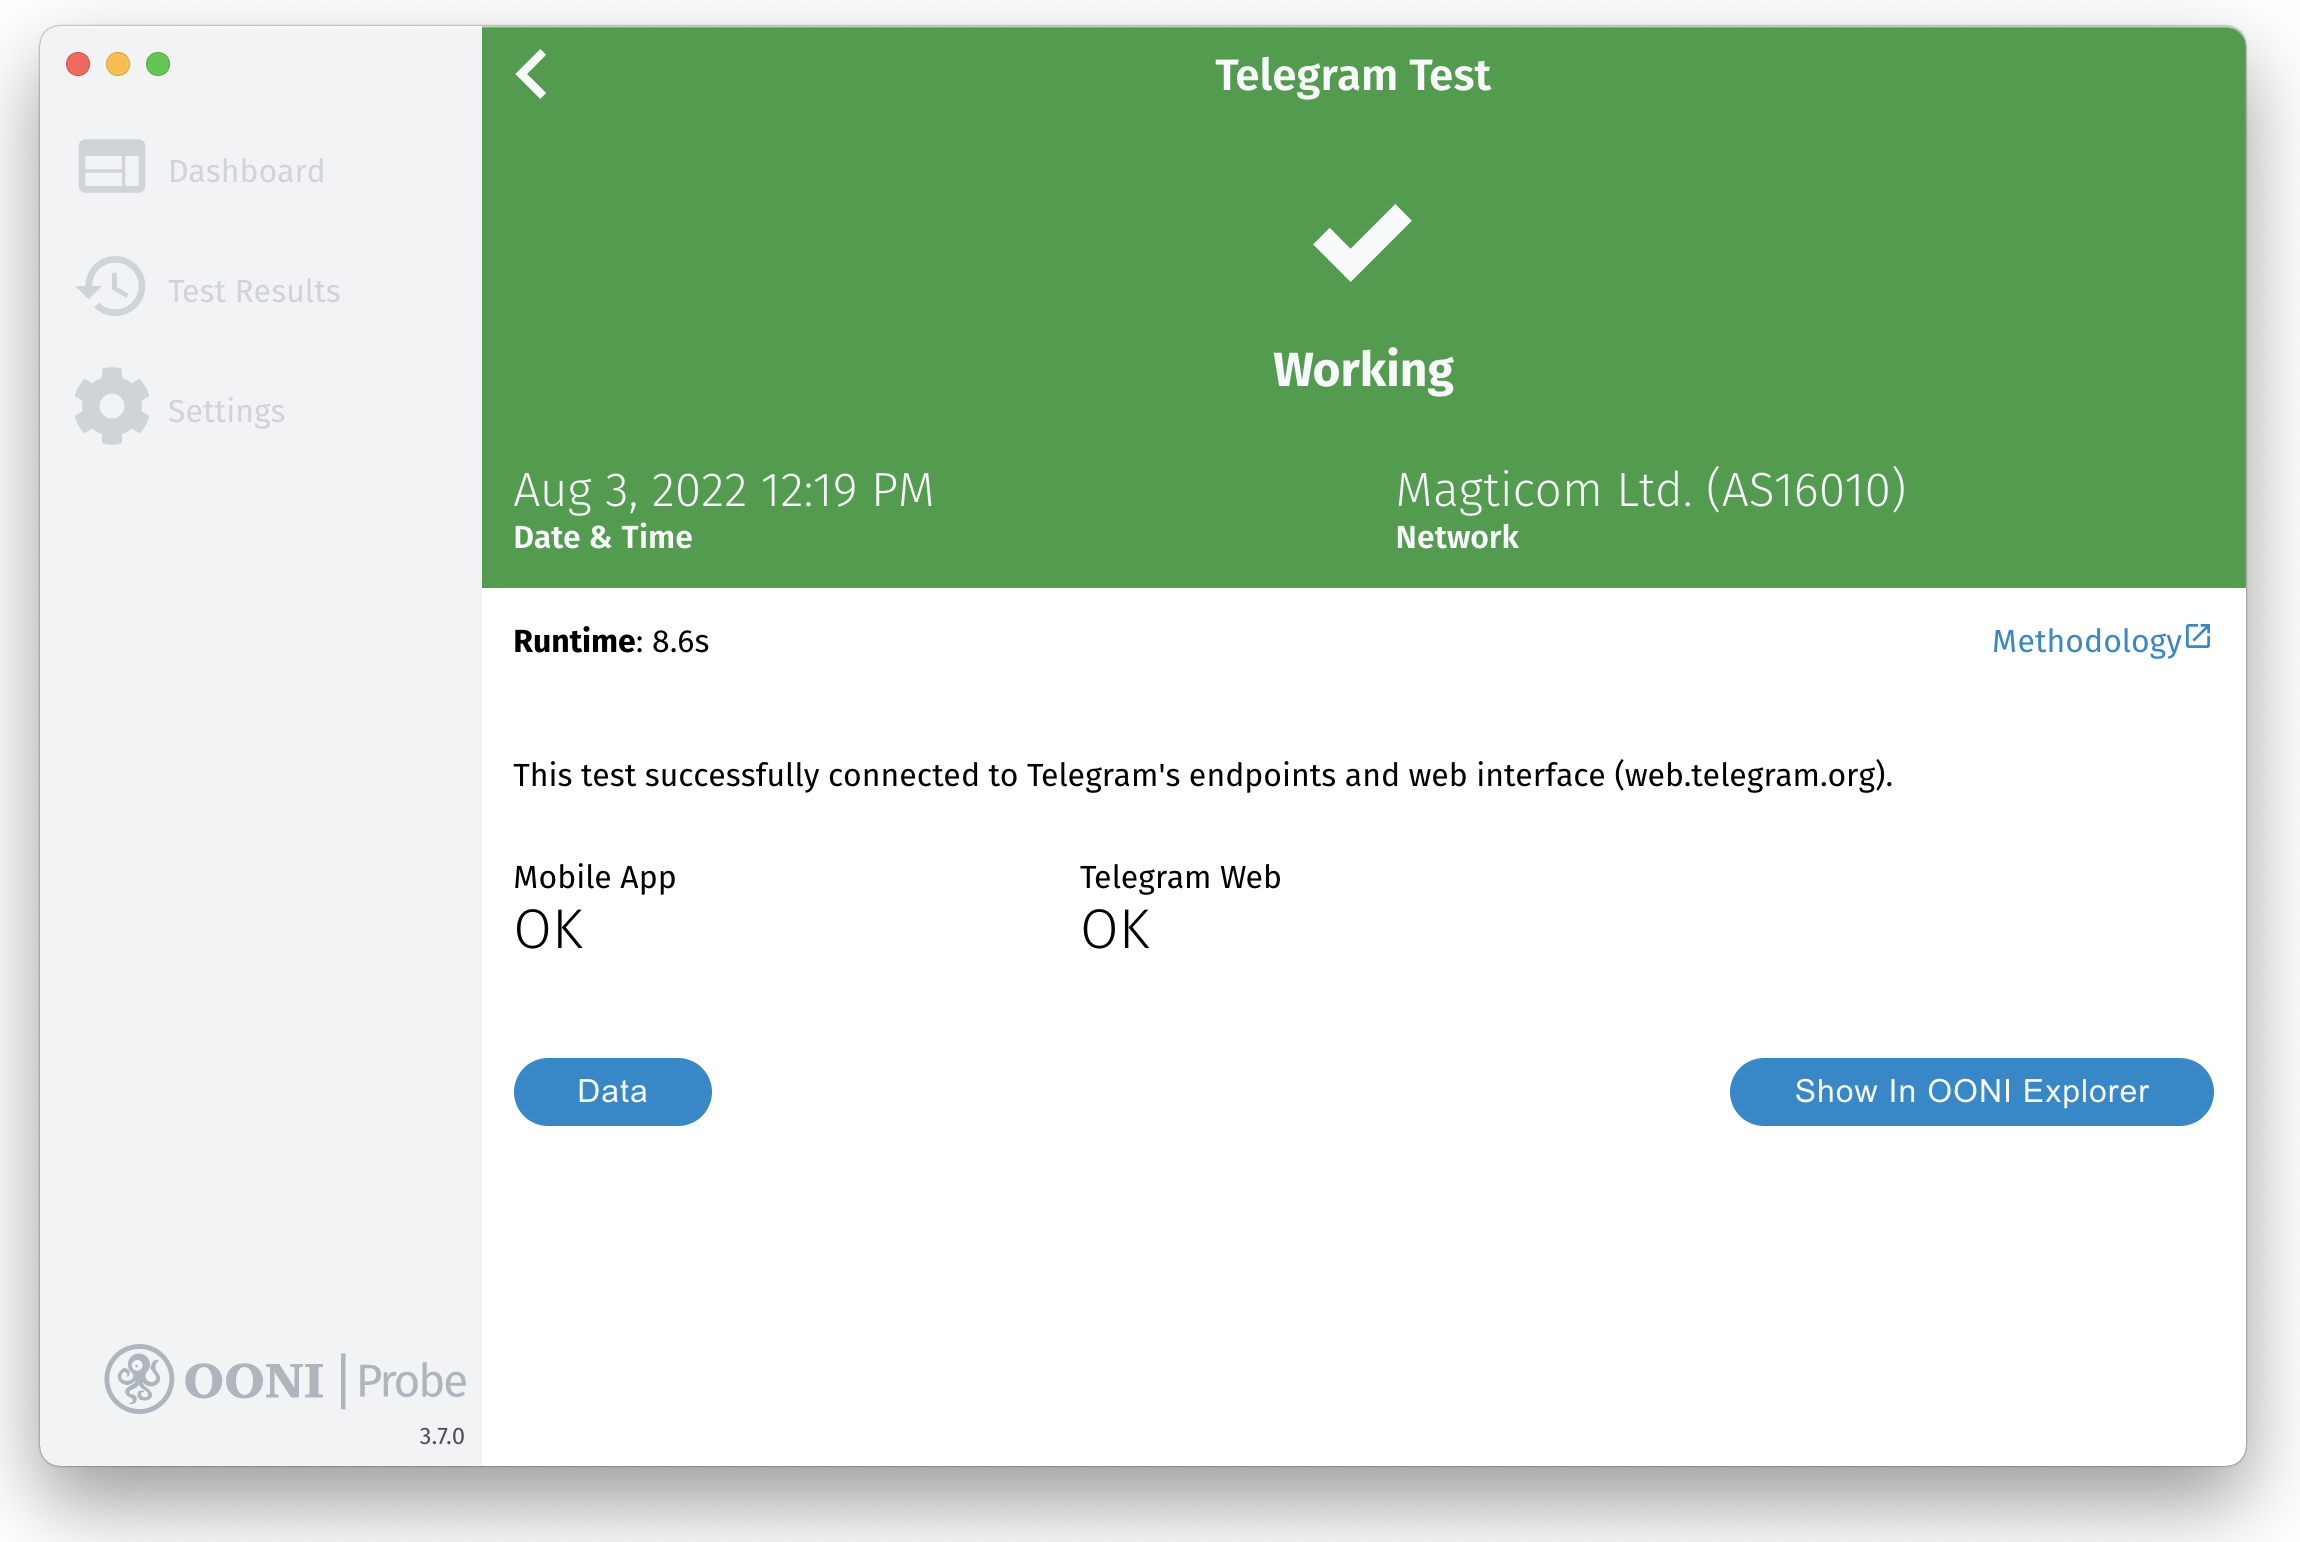 Telegram Test
Dashboard
Test Results
Settings
Working
Aug 3, 2022 12:19 PM
Date & Time
Magticom Ltd. (AS16010)
Network
Runtime: 8.6s
Methodology
This test successfully connected to Telegram's endpoints and web interface (web.telegram.org).
Mobile App
OK
Telegram Web
OK
Data
Show In OONI Explorer
OONI | Probe
3.7.0